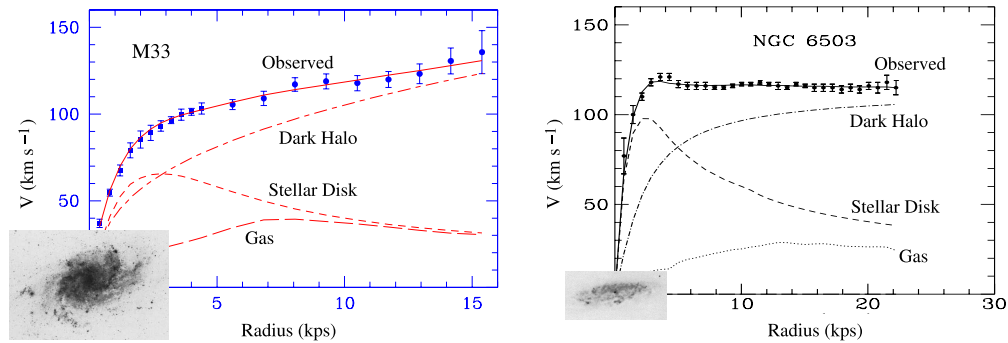 M33
Observed
Dark Halo
Stellar Disk
Gas
V (km s⁻¹)
150
100
50
5
10
15
Radius (kps)
NGC 6503
Observed
Dark Halo
Stellar Disk
Gas
V (km s⁻¹)
150
100
50
10
20
30
Radius (kps)